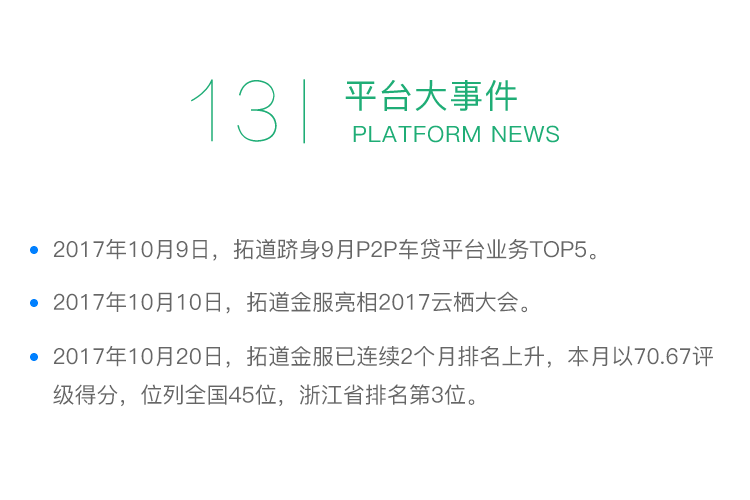 13
平台大事件
PLATFORM NEWS
2017年10月9日，拓道跻身9月P2P车贷平台业务TOP5。
2017年10月10日，拓道金服亮相2017云栖大会。
2017年10月20日，拓道金服已连续2个月排名上升，本月以70.67评
级得分，位列全国45位，浙江省排名第3位。